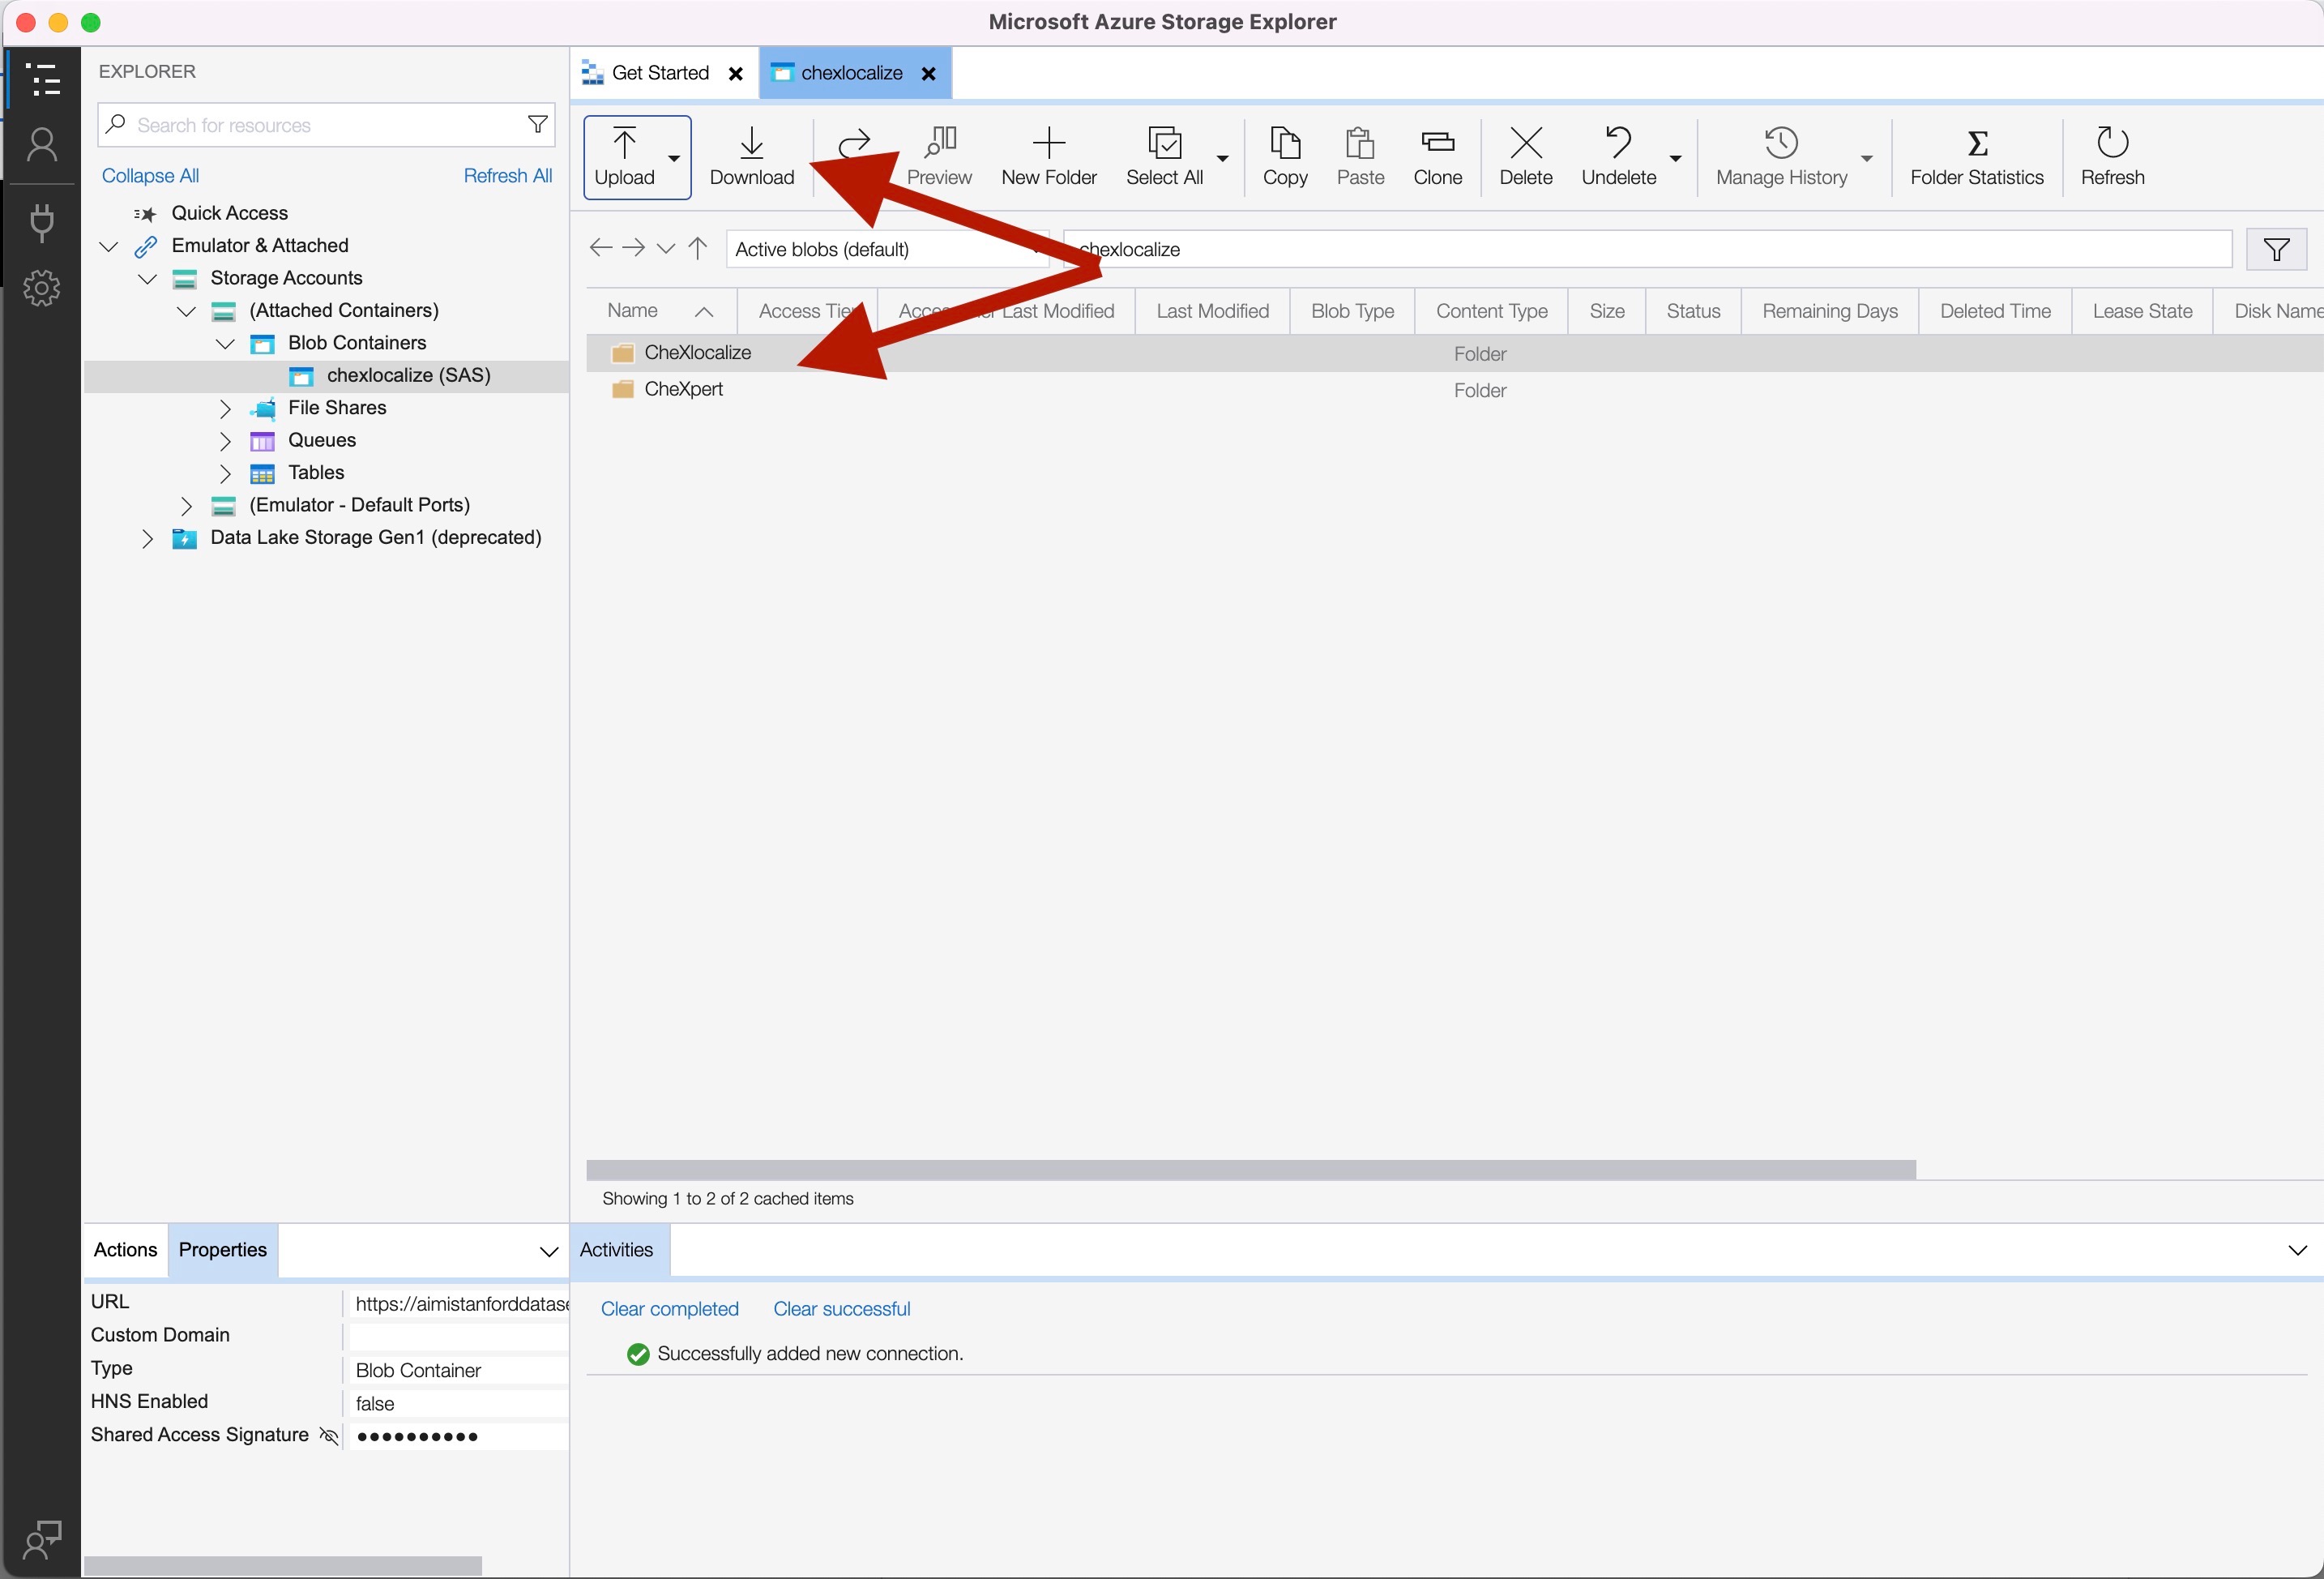 Microsoft Azure Storage Explorer
EXPLORER
Search for resources
Collapse All
Refresh All
Quick Access
Emulator & Attached
Storage Accounts
(Attached Containers)
Blob Containers
chexlocalize (SAS)
File Shares
Queues
Tables
(Emulator - Default Ports)
Data Lake Storage Gen1 (deprecated)
Get Started
chexlocalize
Upload
Download
Preview
New Folder
Select All
Copy
Paste
Clone
Delete
Undelete
Manage History
Folder Statistics
Refresh
Active blobs (default)
chexlocalize
Name
Access Tier
Last Modified
Last Modified
Blob Type
Content Type
Size
Status
Remaining Days
Deleted Time
Lease State
Disk Name
CheXlocalize
Folder
CheXpert
Folder
Showing 1 to 2 of 2 cached items
Actions
Properties
URL
https://aimistanforddatase
Custom Domain
Type
Blob Container
HNS Enabled
false
Shared Access Signature
●●●●●●●●●●
Activities
Clear completed
Clear successful
Successfully added new connection.